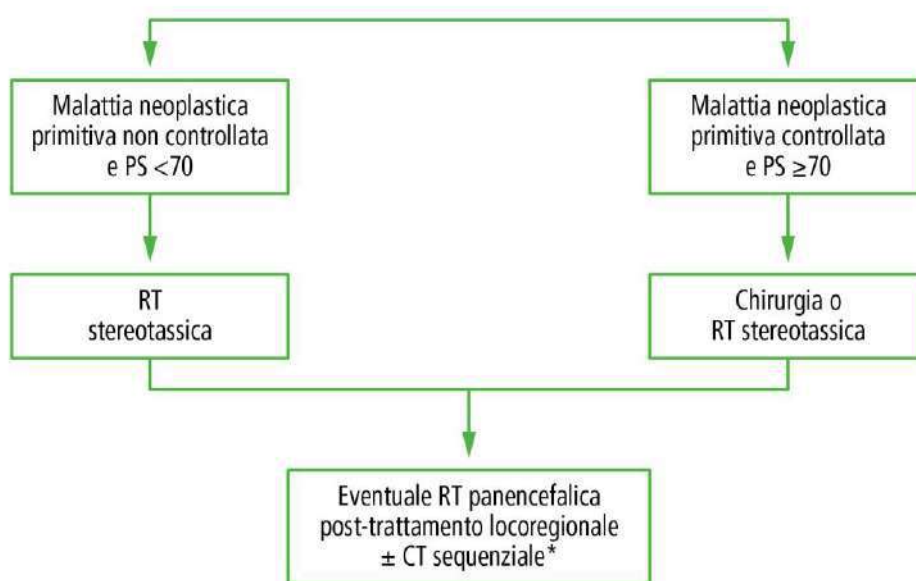 Malattia neoplastica
primitiva non controllata
e PS <70
Malattia neoplastica
primitiva controllata
e PS ≥70
RT
stereotassica
Chirurgia o
RT stereotassica
Eventuale RT panencefalica
post-trattamento locoregionale
± CT sequenziale*